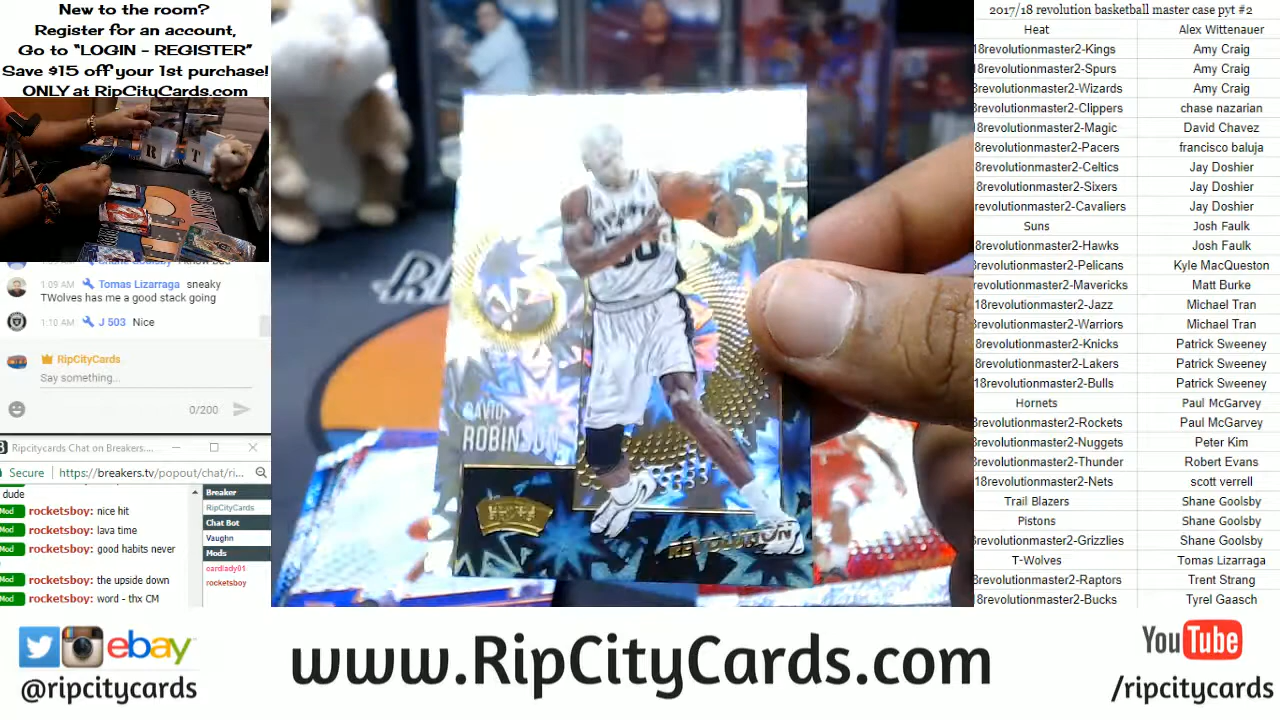 New to the room?
Register for an account,
Go to "LOGIN - REGISTER"
Save $15 off your 1st purchase!
ONLY at RipCityCards.com
R T
1:09 AM Tomas Lizarraga sneaky
TWolves has me a good stack going
1:10 AM J 503 Nice
RipCityCards
Say something...
0/200
Ripcitycards Chat on Breakers....
Secure https://breakers.tv/popout/chat/ri...
dude
Mod rocketsboy: nice hit
Mod rocketsboy: lava time
Mod rocketsboy: good habits never
Mod rocketsboy: the upside down
Mod rocketsboy: word - thx CM
Breaker
RipCityCards
Chat Bot
Vaughn
Mods
cardlady01
rocketsboy
50
DAVID
ROBINSON
REVOLUTION
2017/18 revolution basketball master case pyt #2
Heat Alex Wittenauer
18revolutionmaster2-Kings Amy Craig
8revolutionmaster2-Spurs Amy Craig
8revolutionmaster2-Wizards Amy Craig
8revolutionmaster2-Clippers chase nazarian
18revolutionmaster2-Magic David Chavez
8revolutionmaster2-Pacers francisco baluja
8revolutionmaster2-Celtics Jay Doshier
8revolutionmaster2-Sixers Jay Doshier
revolutionmaster2-Cavaliers Jay Doshier
Suns Josh Faulk
8revolutionmaster2-Hawks Josh Faulk
8revolutionmaster2-Pelicans Kyle MacQueston
revolutionmaster2-Mavericks Matt Burke
18revolutionmaster2-Jazz Michael Tran
revolutionmaster2-Warriors Michael Tran
8revolutionmaster2-Knicks Patrick Sweeney
8revolutionmaster2-Lakers Patrick Sweeney
18revolutionmaster2-Bulls Patrick Sweeney
Hornets Paul McGarvey
8revolutionmaster2-Rockets Paul McGarvey
revolutionmaster2-Nuggets Peter Kim
revolutionmaster2-Thunder Robert Evans
18revolutionmaster2-Nets scott verrell
Trail Blazers Shane Goolsby
Pistons Shane Goolsby
revolutionmaster2-Grizzlies Shane Goolsby
T-Wolves Tomas Lizarraga
8revolutionmaster2-Raptors Trent Strang
8revolutionmaster2-Bucks Tyrel Gaasch
ebay
@ripcitycards
www.RipCityCards.com
YouTube
/ripcitycards